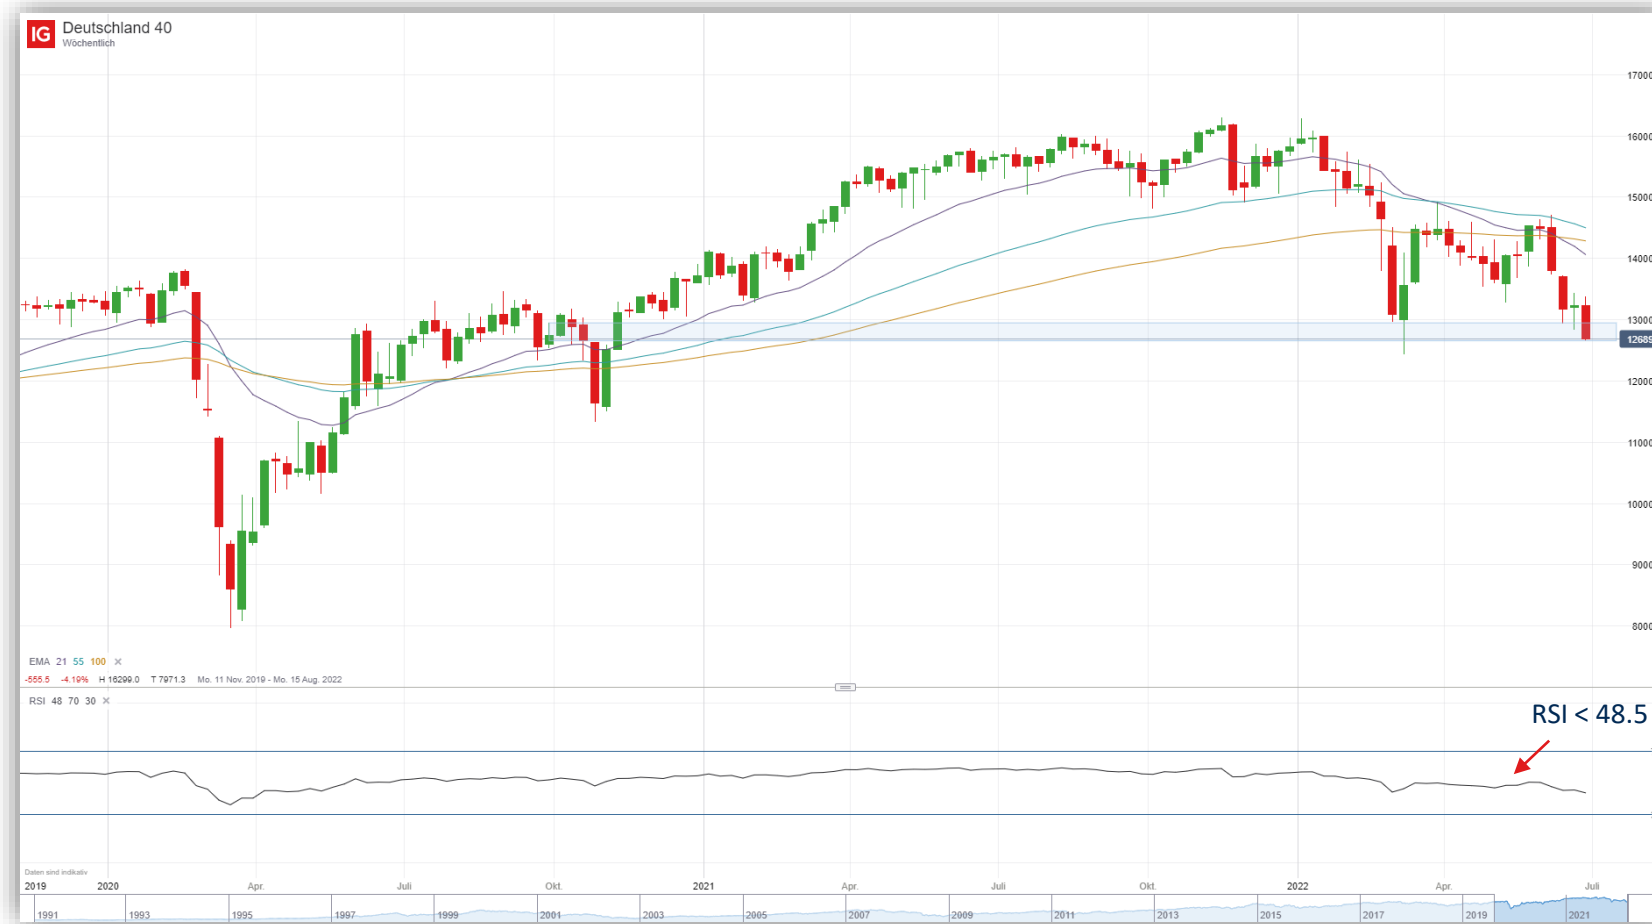 IG Deutschland 40
Wöchentlich
17000
16000
15000
14000
13000
12685
12000
11000
10000
9000
8000
EMA 21 55 100 ×
-555.5 -4.19% H 16299.0 T 7971.3 Mo. 11 Nov. 2019 - Mo. 15 Aug. 2022
RSI 48 70 30 ×
RSI < 48.5
Daten sind indikativ
2019 2020 Apr. Juli Okt. 2021 Apr. Juli Okt. 2022 Apr. Juli
1991 1993 1995 1997 1999 2001 2003 2005 2007 2009 2011 2013 2015 2017 2019 2021